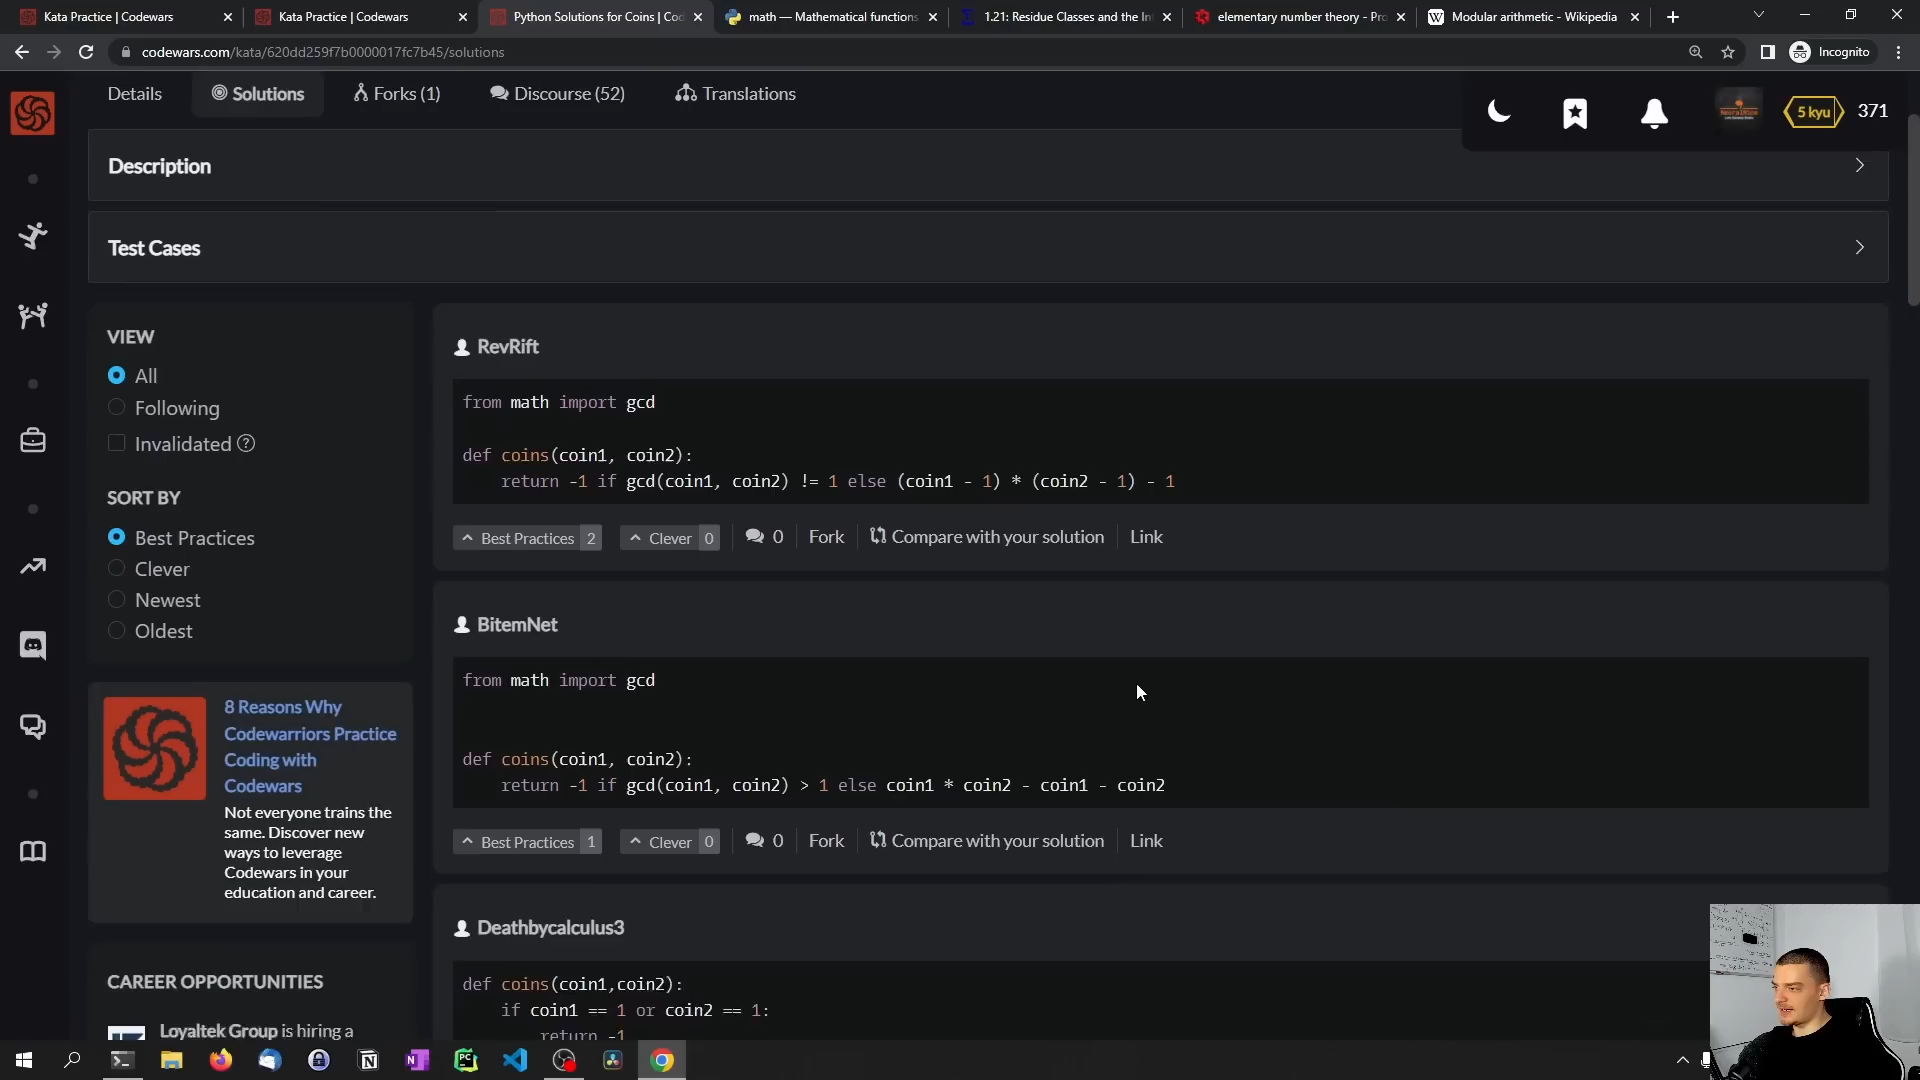 Kata Practice | Codewars
Kata Practice | Codewars
Python Solutions for Coins | Cod
math — Mathematical functions
1.21: Residue Classes and the In
elementary number theory - Pro
Modular arithmetic - Wikipedia
codewars.com/kata/620dd259f7b0000017fc7b45/solutions
Incognito
Details
Solutions
Forks (1)
Discourse (52)
Translations
5 kyu
371
Description
Test Cases
VIEW
All
Following
Invalidated ?
SORT BY
Best Practices
Clever
Newest
Oldest
8 Reasons Why
Codewarriors Practice
Coding with
Codewars
Not everyone trains the
same. Discover new
ways to leverage
Codewars in your
education and career.
CAREER OPPORTUNITIES
Loyaltek Group is hiring a
RevRift
from math import gcd
def coins(coin1, coin2):
return -1 if gcd(coin1, coin2) != 1 else (coin1 - 1) * (coin2 - 1) - 1
Best Practices 2 Clever 0 0 Fork Compare with your solution Link
BitemNet
from math import gcd
def coins(coin1, coin2):
return -1 if gcd(coin1, coin2) > 1 else coin1 * coin2 - coin1 - coin2
Best Practices 1 Clever 0 0 Fork Compare with your solution Link
Deathbycalculus3
def coins(coin1,coin2):
if coin1 == 1 or coin2 == 1:
return -1